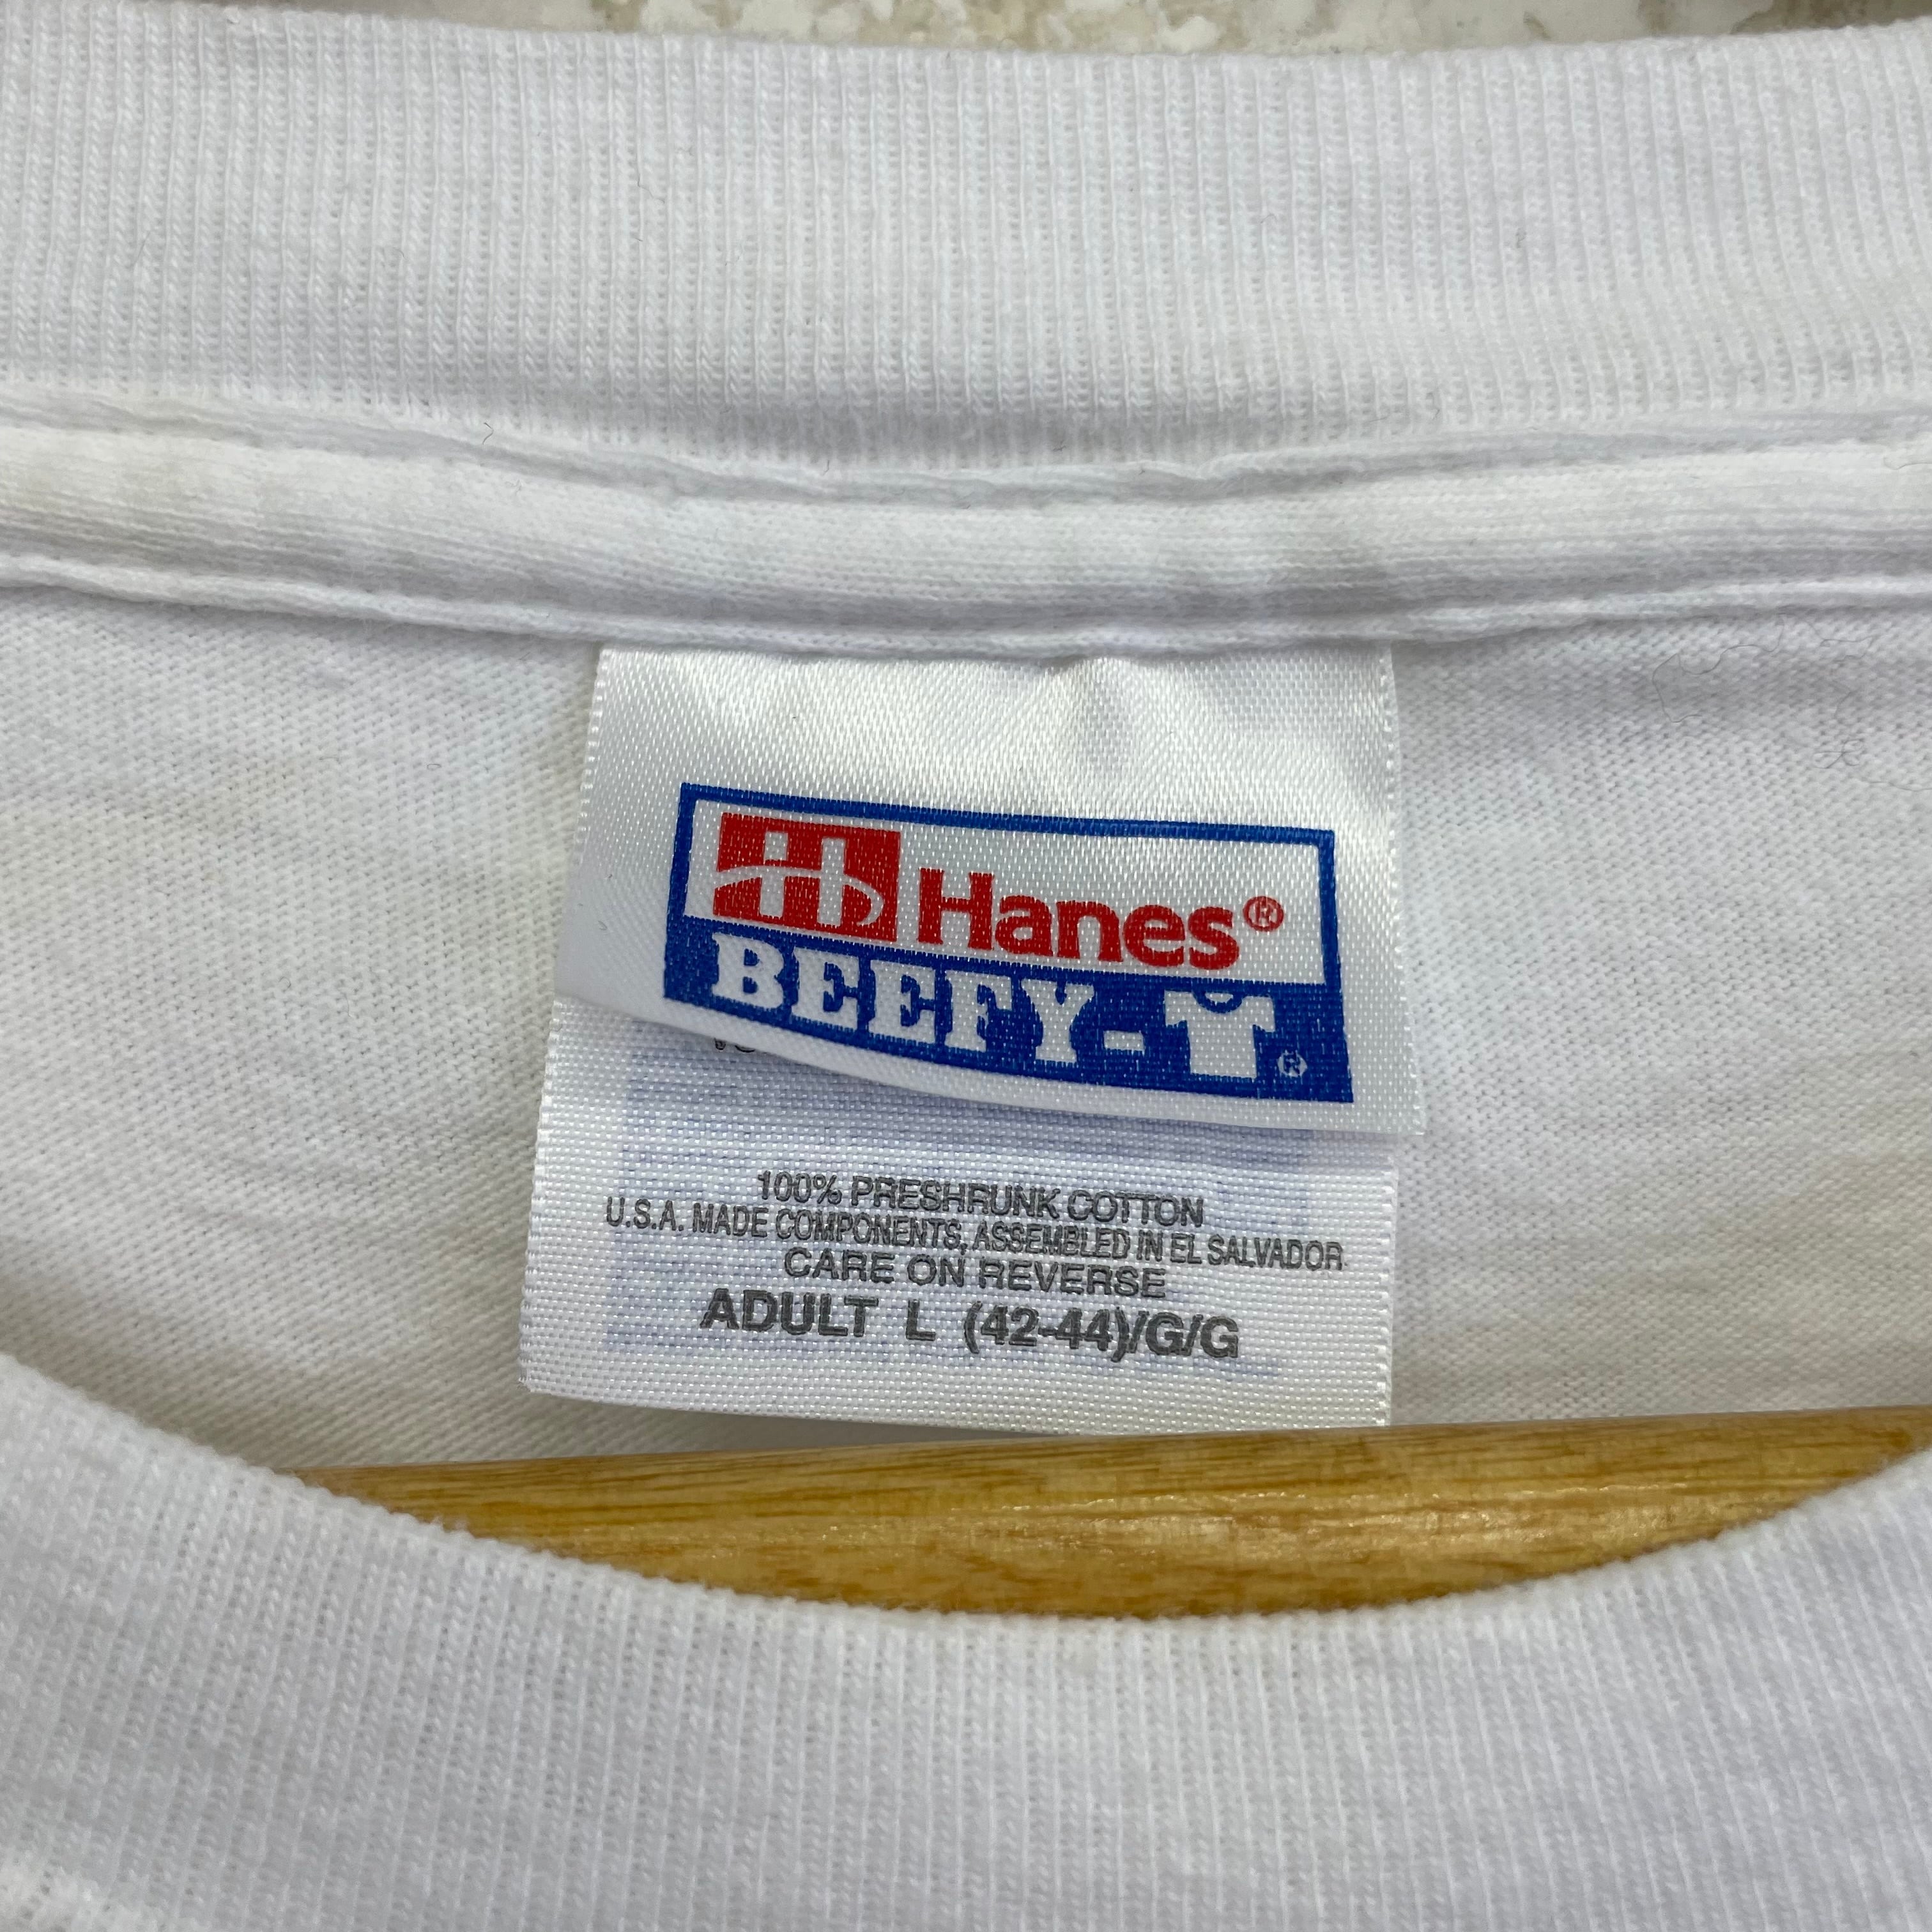 H Hanes®
BEEFY-T®
100% PRESHRUNK COTTON
U.S.A. MADE COMPONENTS, ASSEMBLED IN EL SALVADOR
CARE ON REVERSE
ADULT L (42-44)/G/G